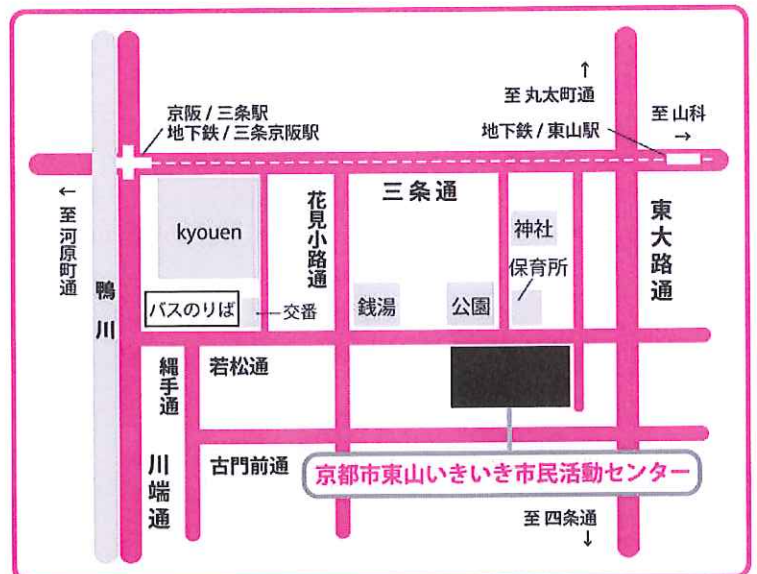 ↑
至 丸太町通
至 山科
→
京阪 / 三条駅
地下鉄 / 三条京阪駅
地下鉄 / 東山駅
三条通
←
至 河原町通
鴨川
kyouen
花見小路通
神社
保育所
東大路通
バスのりば
交番
銭湯
公園
縄手通
若松通
川端通
古門前通
京都市東山いきいき市民活動センター
至 四条通
↓